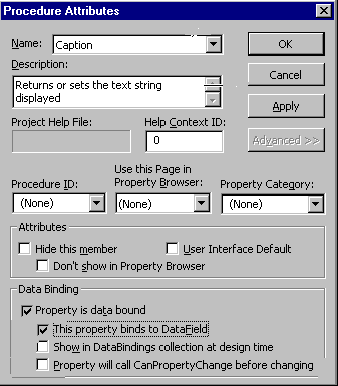 Procedure Attributes
Name: Caption
OK
Description:
Cancel
Returns or sets the text string
displayed
Apply
Project Help File: Help Context ID:
0
Advanced >>
Use this Page in
Procedure ID: Property Browser: Property Category:
(None) (None) (None)
Attributes
Hide this member User Interface Default
Don't show in Property Browser
Data Binding
Property is data bound
This property binds to DataField
Show in DataBindings collection at design time
Property will call CanPropertyChange before changing